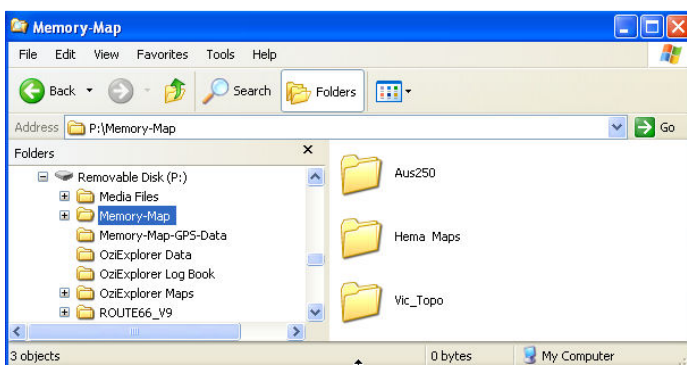 Memory-Map
File Edit View Favorites Tools Help
Back Search Folders
Address P:\Memory-Map Go
Folders
Removable Disk (P:)
Media Files
Memory-Map
Memory-Map-GPS-Data
OziExplorer Data
OziExplorer Log Book
OziExplorer Maps
ROUTE66_V9
Aus250
Hema Maps
Vic_Topo
3 objects 0 bytes My Computer